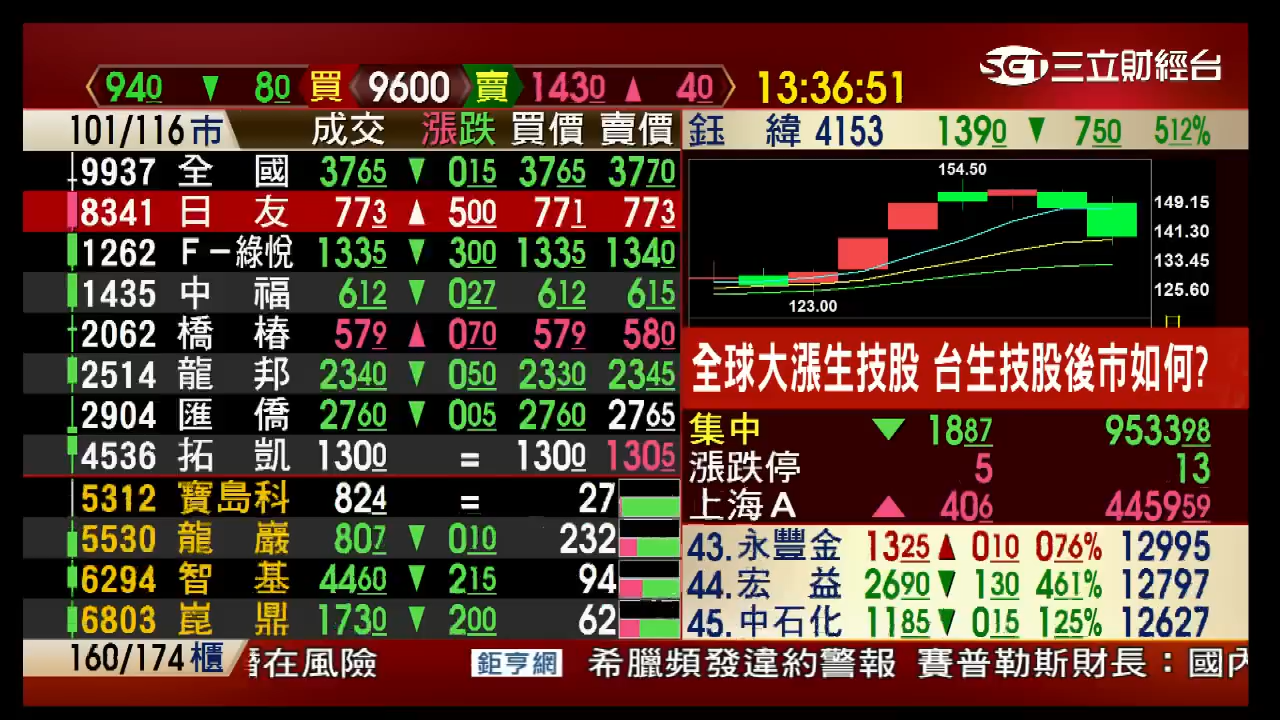 SET 三立財經台
940 ▼ 80 買 9600 賣 1430 ▲ 40 13:36:51
101/116市 成交 漲跌 買價 賣價
9937 全國 3765 ▼ 015 3765 3770
8341 日友 773 ▲ 500 771 773
1262 F－綠悅 1335 ▼ 300 1335 1340
1435 中福 612 ▼ 027 612 615
2062 橋椿 579 ▲ 070 579 580
2514 龍邦 2340 ▼ 050 2330 2345
2904 匯僑 2760 ▼ 005 2760 2765
4536 拓凱 1300 = 1300 1305
5312 寶島科 824 = 27
5530 龍巖 807 ▼ 010 232
6294 智基 4460 ▼ 215 94
6803 崑鼎 1730 ▼ 200 62
160/174櫃
鈺緯 4153 1390 ▼ 750 512%
154.50
149.15
141.30
133.45
125.60
123.00
日
全球大漲生技股 台生技股後市如何?
集中 ▼ 1887 953398
漲跌停 5 13
上海A ▲ 406 445959
43.永豐金 1325 ▲ 010 076% 12995
44.宏益 2690 ▼ 130 461% 12797
45.中石化 1185 ▼ 015 125% 12627
在風險 鉅亨網 希臘頻發違約警報 賽普勒斯財長：國